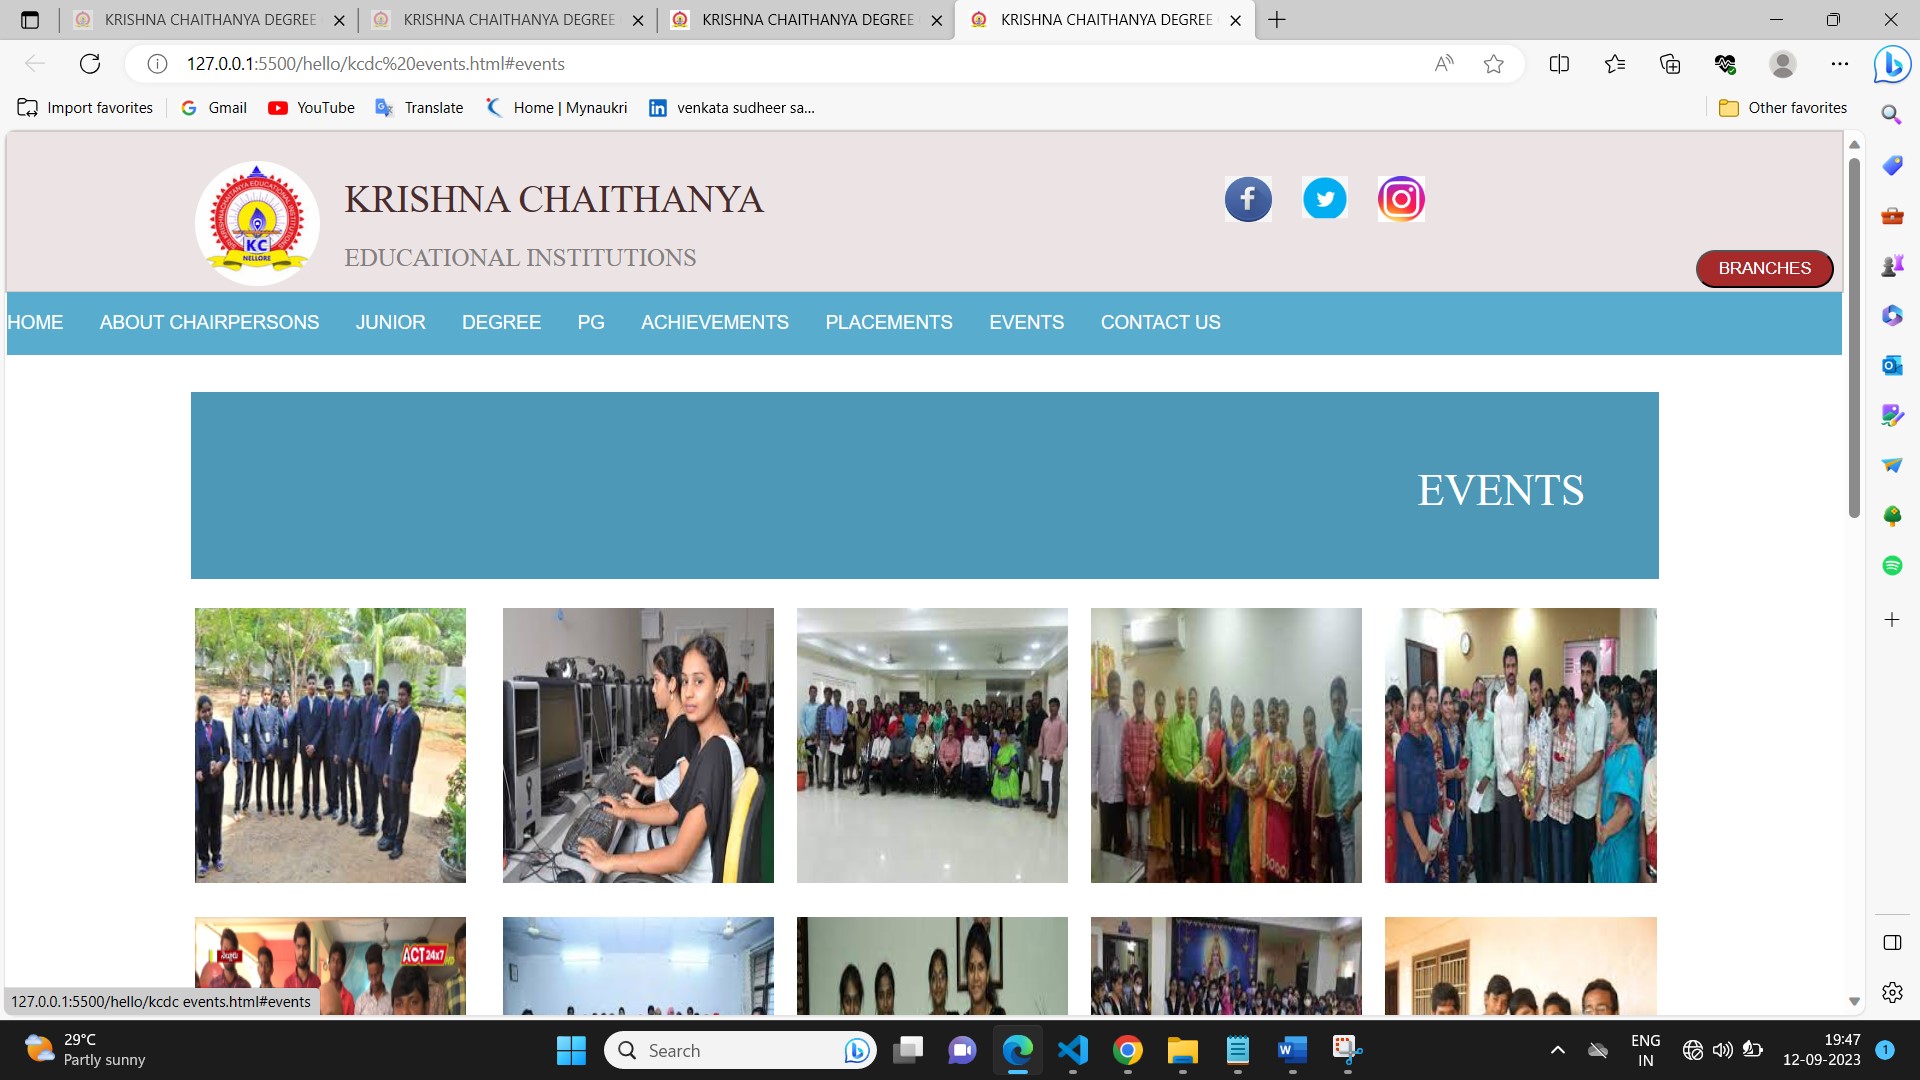 KRISHNA CHAITHANYA DEGREE
KRISHNA CHAITHANYA DEGREE
KRISHNA CHAITHANYA DEGREE
KRISHNA CHAITHANYA DEGREE
127.0.0.1:5500/hello/kcdc%20events.html#events
Import favorites
Gmail
YouTube
Translate
Home | Mynaukri
venkata sudheer sa...
Other favorites
KC
NELLORE
KRISHNA CHAITHANYA
EDUCATIONAL INSTITUTIONS
BRANCHES
HOME ABOUT CHAIRPERSONS JUNIOR DEGREE PG ACHIEVEMENTS PLACEMENTS EVENTS CONTACT US
EVENTS
ACT 24x7
127.0.0.1:5500/hello/kcdc events.html#events
29°C
Partly sunny
Search
ENG
IN
19:47
12-09-2023
1